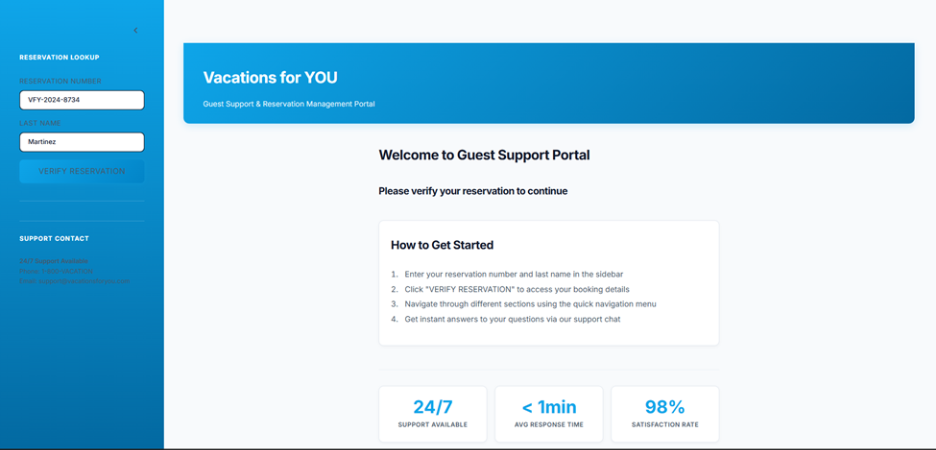 RESERVATION LOOKUP
RESERVATION NUMBER
VFY-2024-8734
LAST NAME
Martinez
VERIFY RESERVATION
SUPPORT CONTACT
24/7 Support Available
Vacations for YOU
Guest Support & Reservation Management Portal
Welcome to Guest Support Portal
Please verify your reservation to continue
How to Get Started
1. Enter your reservation number and last name in the sidebar
2. Click "VERIFY RESERVATION" to access your booking details
3. Navigate through different sections using the quick navigation menu
4. Get instant answers to your questions via our support chat
24/7
SUPPORT AVAILABLE
< 1min
AVG RESPONSE TIME
98%
SATISFACTION RATE